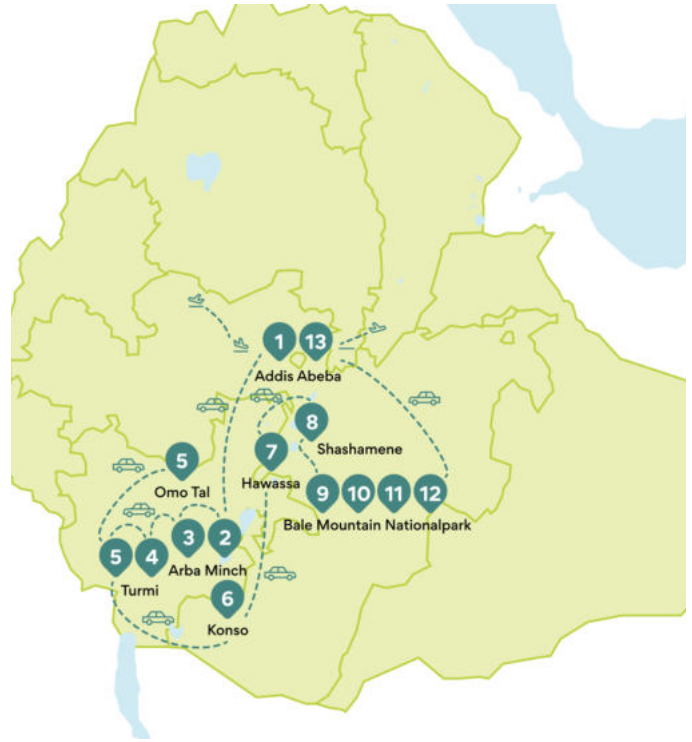 1 13
Addis Abeba
8
Shashamene
7
Hawassa
5
Omo Tal
9 10 11 12
Bale Mountain Nationalpark
3 2
Arba Minch
5 4
Turmi
6
Konso